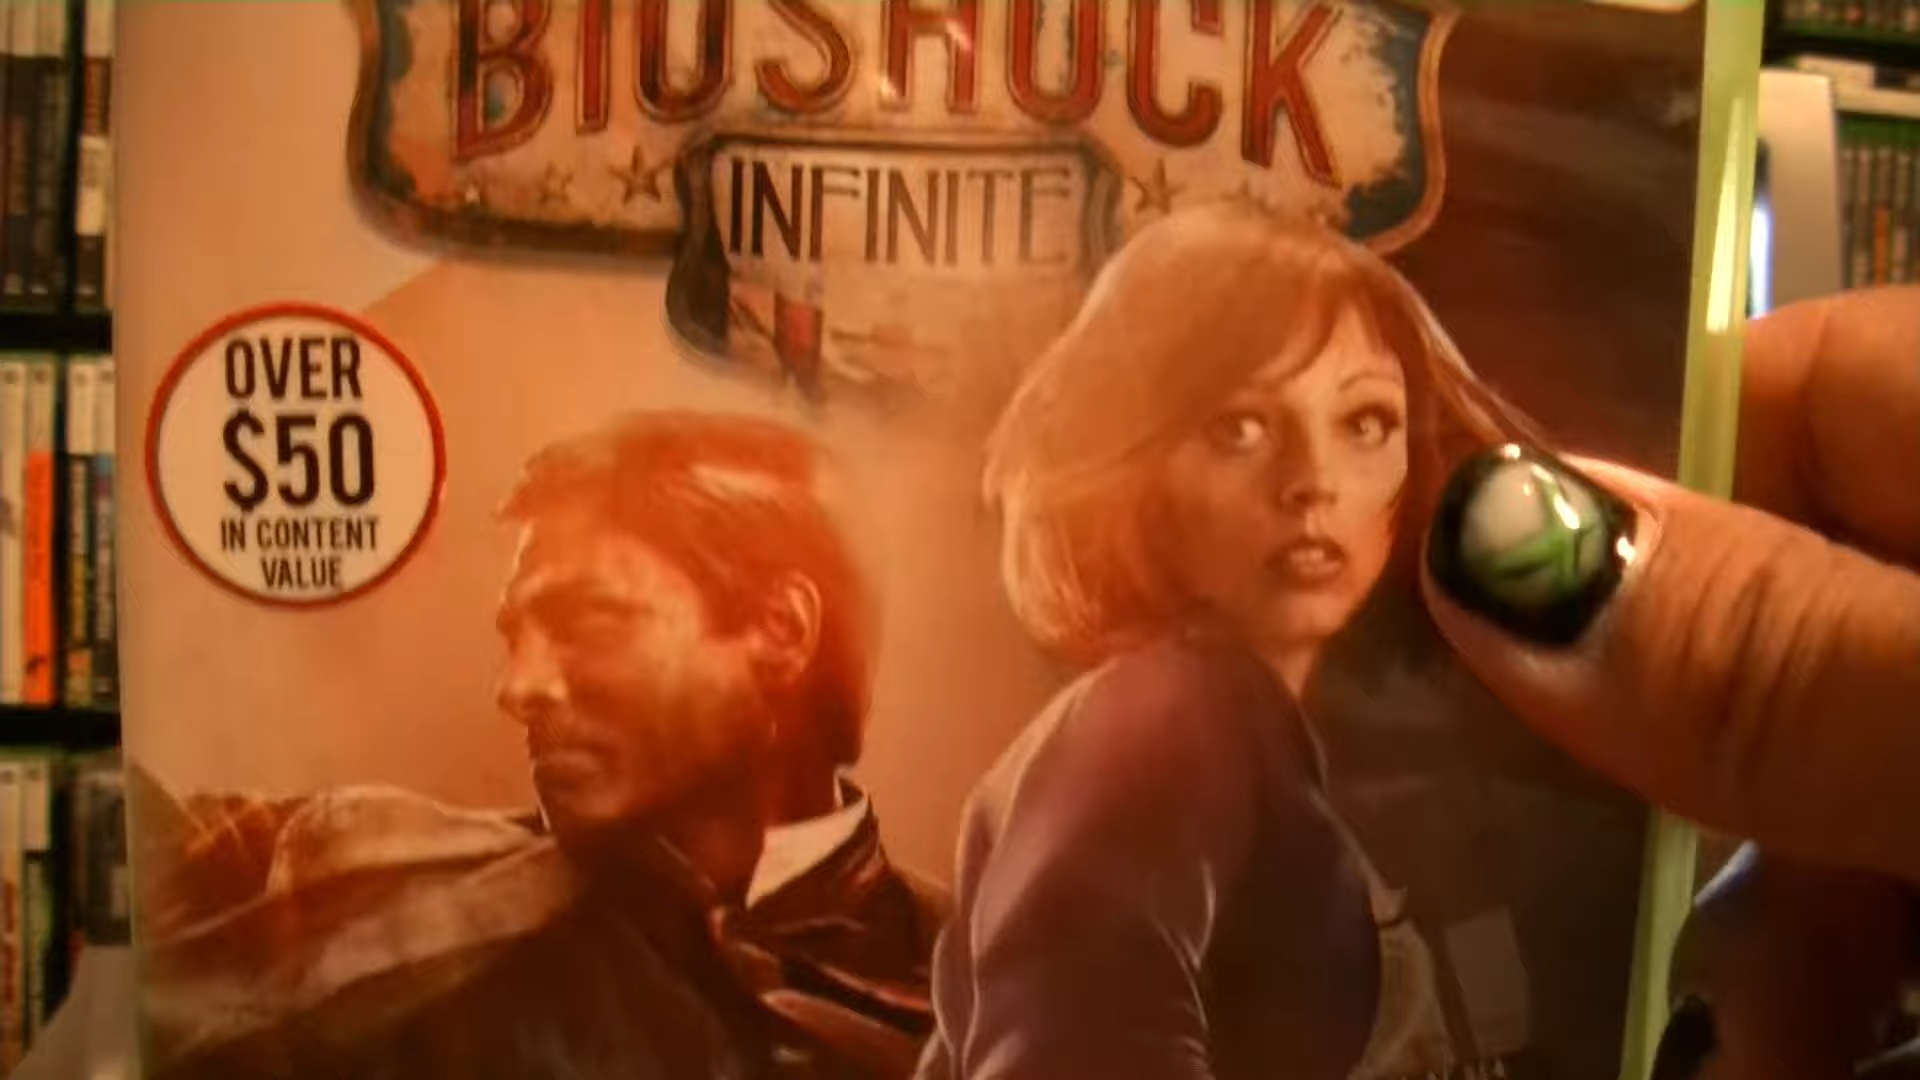 BIOSHOCK
INFINITE
OVER
$50
IN CONTENT
VALUE